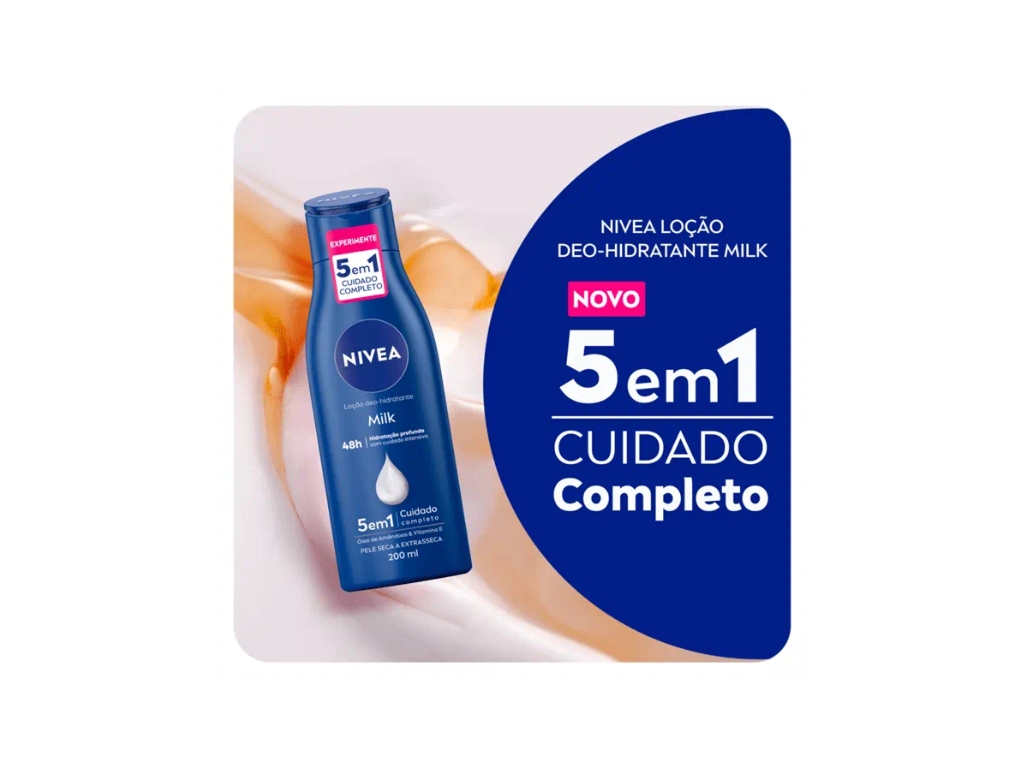 NIVEA
EXPERIMENTE
5em1
CUIDADO
COMPLETO
NIVEA
Loção deo-hidratante
Milk
48h | Hidratação profunda
com cuidado intensivo
5em1 | Cuidado
completo
Óleo de Amêndoas & Vitamina E
PELE SECA A EXTRASSECA
200 ml
NIVEA LOÇÃO
DEO-HIDRATANTE MILK
NOVO
5em1
CUIDADO
Completo